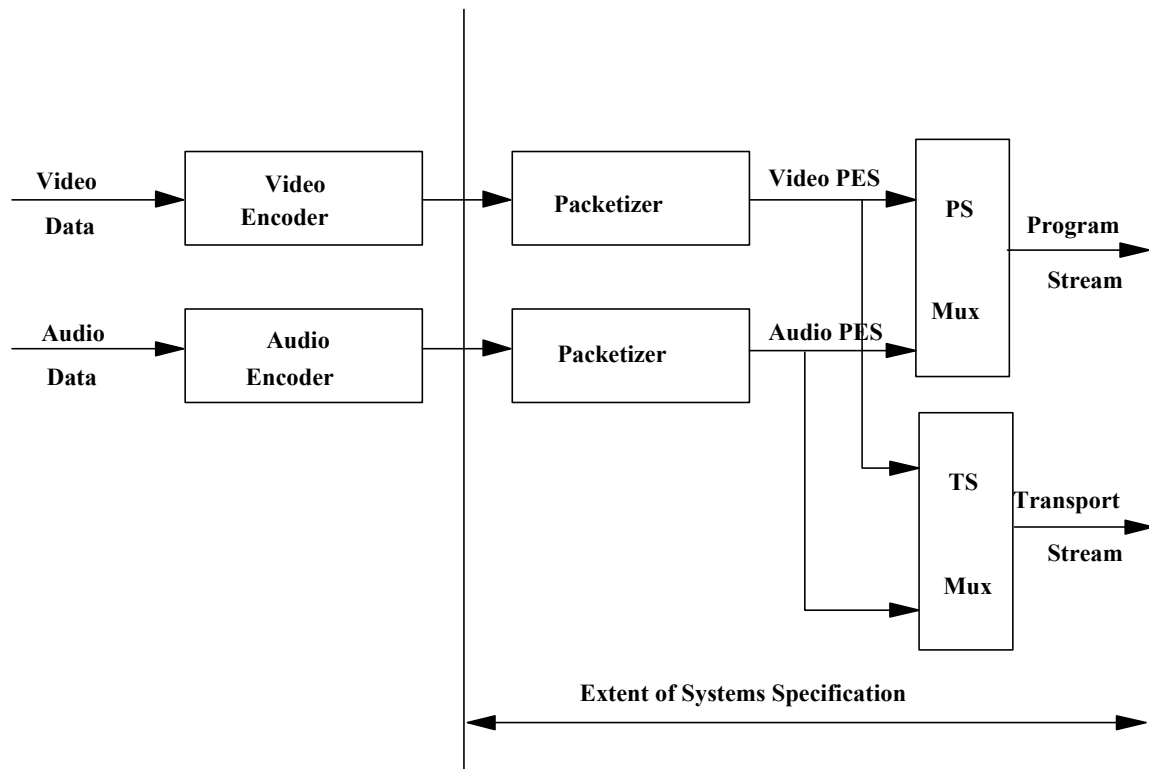 Video
Data
Video
Encoder
Packetizer
Video PES
PS
Mux
Program
Stream
Audio
Data
Audio
Encoder
Packetizer
Audio PES
TS
Mux
Transport
Stream
Extent of Systems Specification